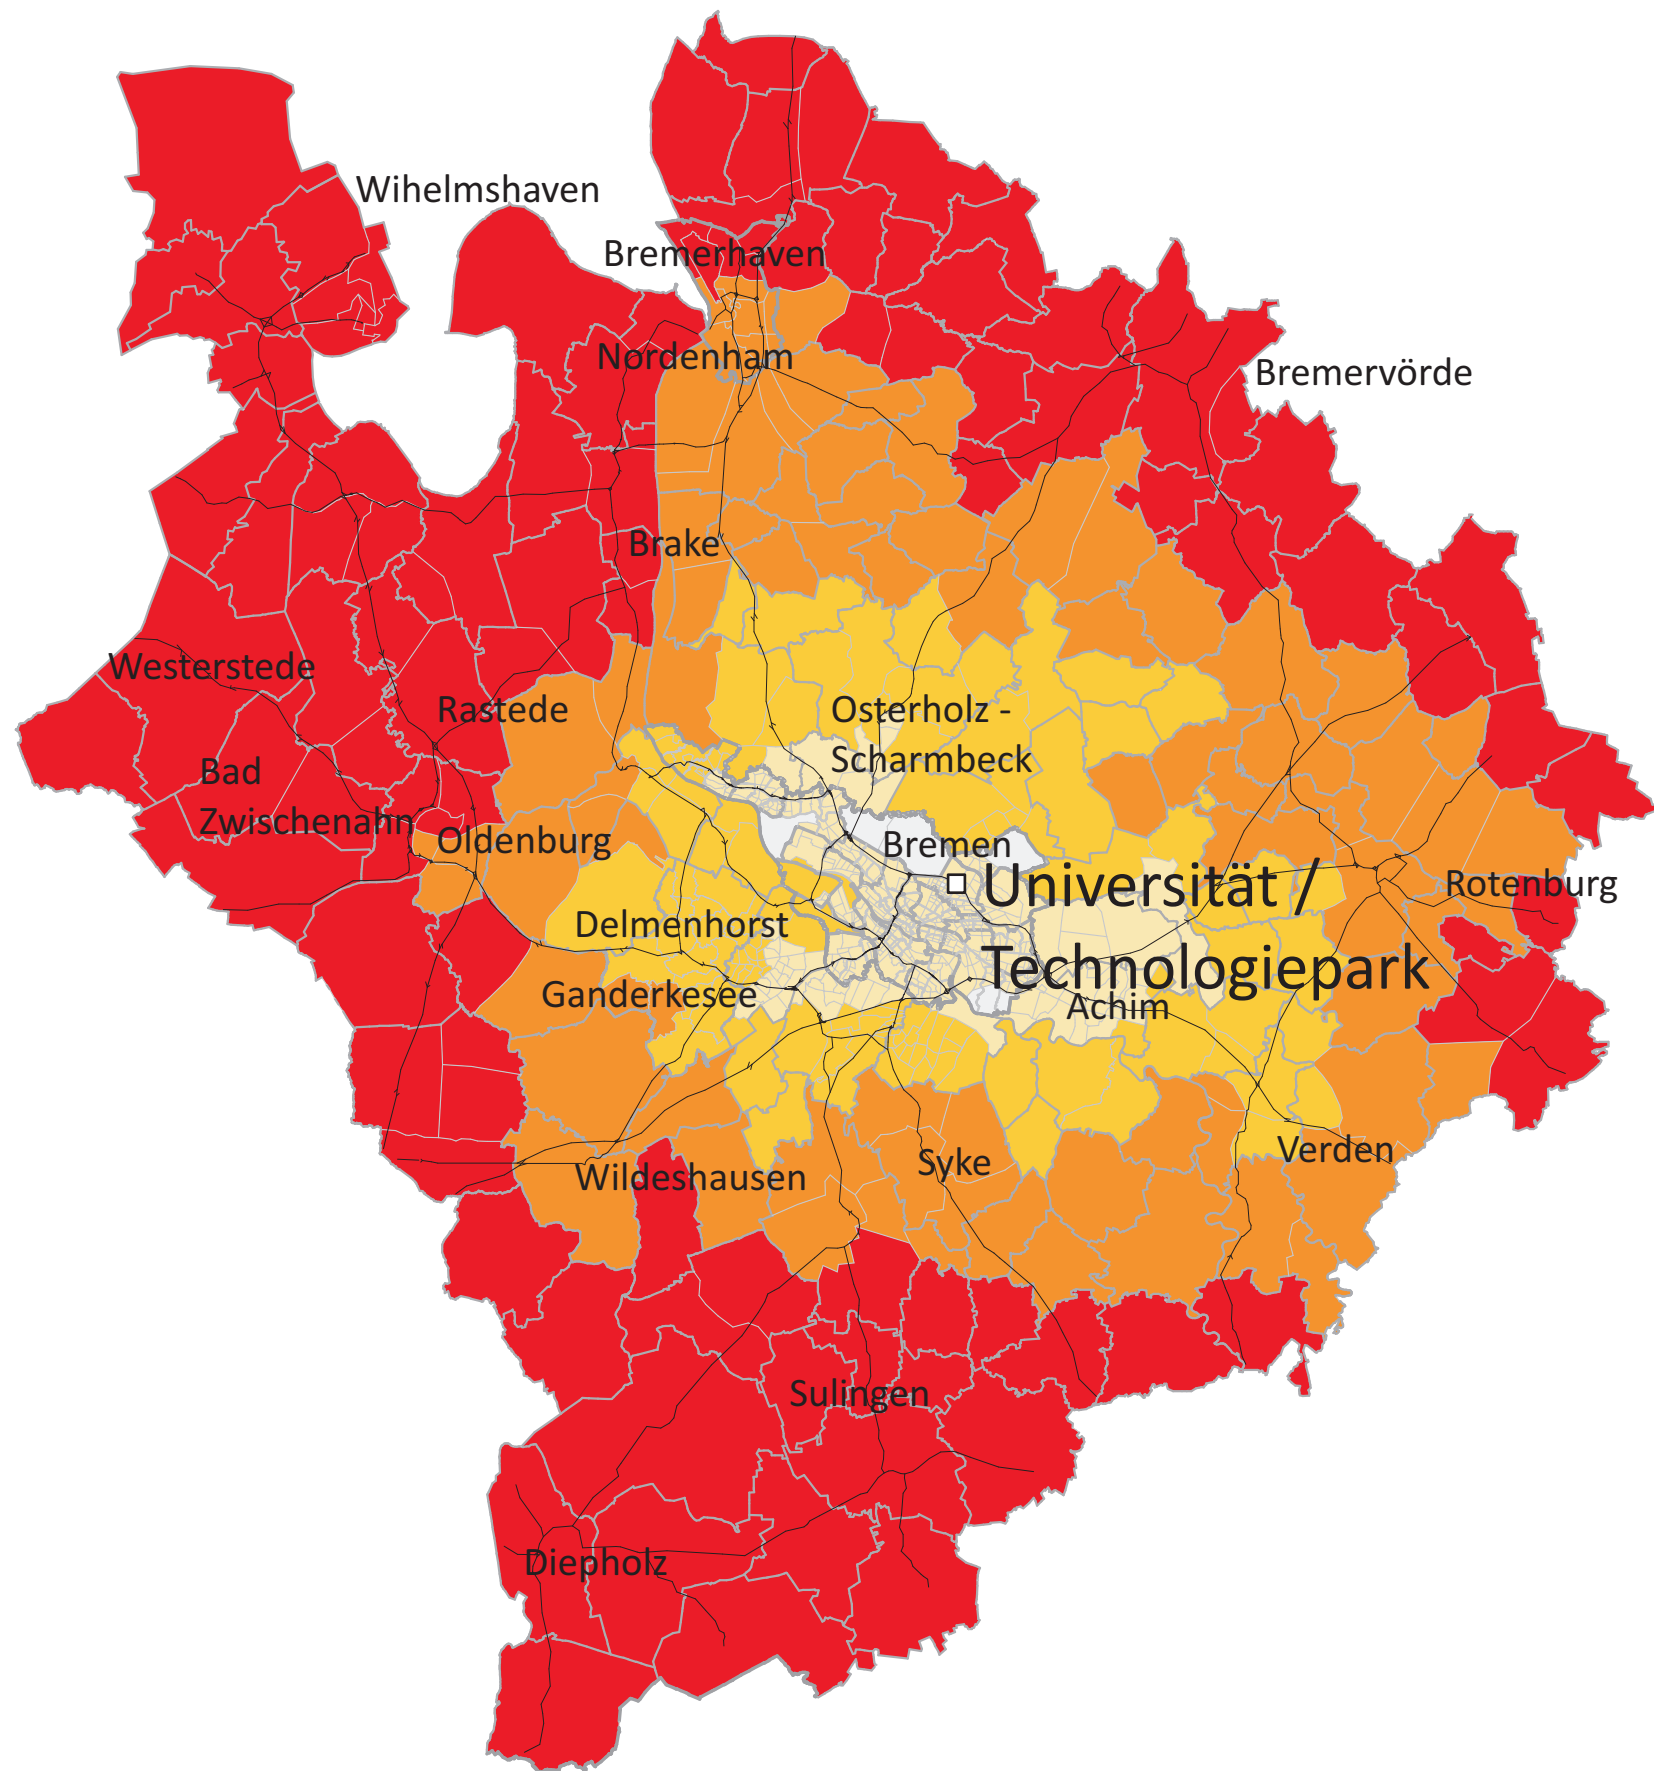 Wihelmshaven
Bremerhaven
Nordenham
Bremervörde
Brake
Westerstede
Rastede
Osterholz -
Scharmbeck
Bad
Zwischenahn
Oldenburg
Bremen
Universität /
Technologiepark
Rotenburg
Delmenhorst
Ganderkesee
Achim
Wildeshausen
Syke
Verden
Sulingen
Diepholz